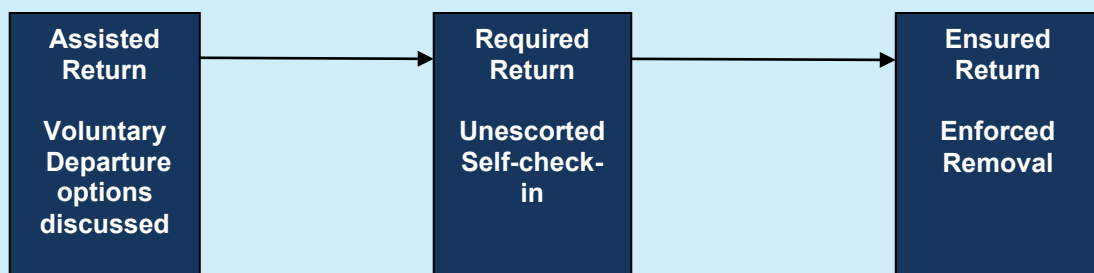 Assisted
Return
Voluntary
Departure
options
discussed
Required
Return
Unescorted
Self-check-
in
Ensured
Return
Enforced
Removal